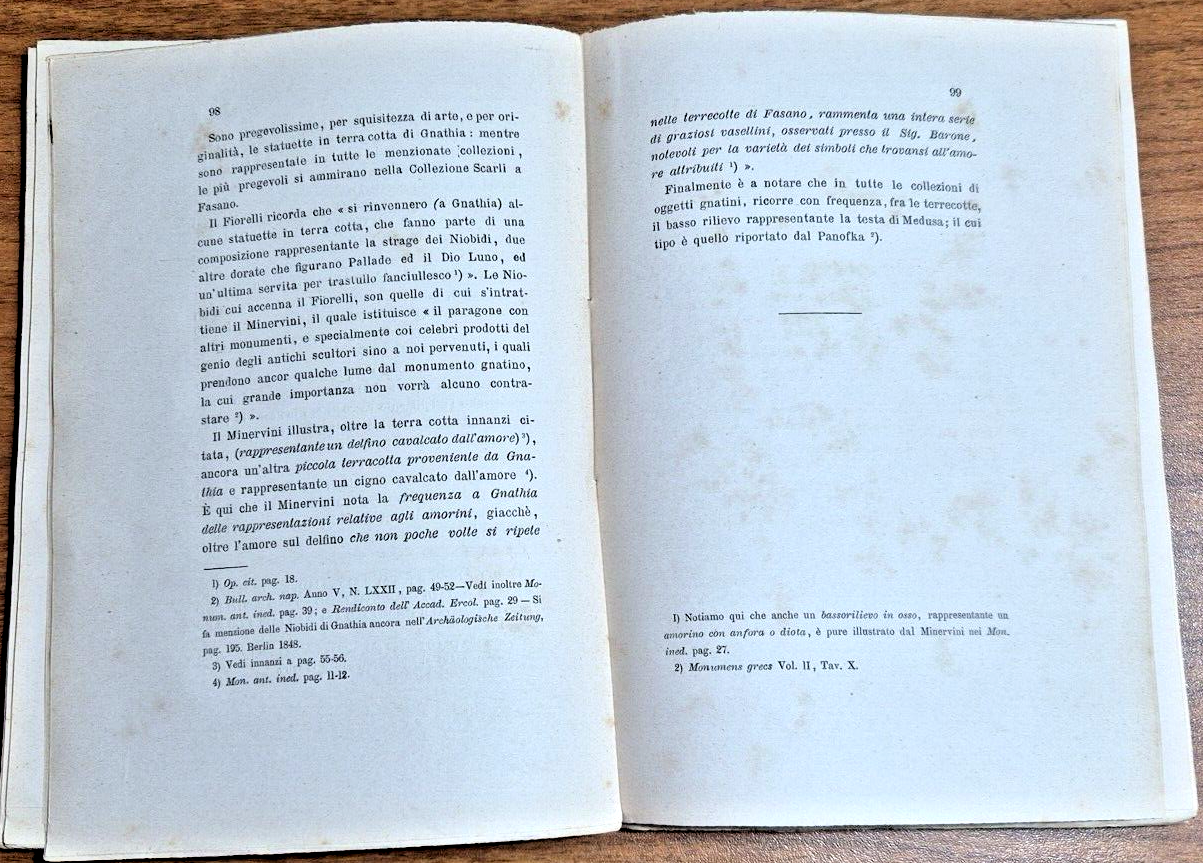 98
Sono pregevolissime, per squisitezza di arte, e per ori-
ginalità, le statuette in terra cotta di Gnathia : mentre
sono rappresentate in tutte le menzionate collezioni,
le più pregevoli si ammirano nella Collezione Scarli a
Fasano.
Il Fiorelli ricorda che « si rinvennero (a Gnathia) al-
cune statuette in terra cotta, che fanno parte di una
composizione rappresentante la strage dei Niobidi, due
altre dorate che figurano Pallade ed il Dio Luno, ed
un'ultima servita per trastullo fanciullesco ¹) ». Le Nio-
bidi cui accenna il Fiorelli, son quelle di cui s'intrat-
tiene il Minervini, il quale istituisce « il paragone con
altri monumenti, e specialmente coi celebri prodotti del
genio degli antichi scultori sino a noi pervenuti, i quali
prendono ancor qualche lume dal monumento gnatino,
la cui grande importanza non vorrà alcuno contra-
stare ²) ».
Il Minervini illustra, oltre la terra cotta innanzi ci-
tata, (rappresentante un delfino cavalcato dall'amore) ³),
ancora un'altra piccola terracotta proveniente da Gna-
thia e rappresentante un cigno cavalcato dall'amore ⁴).
È qui che il Minervini nota la frequenza a Gnathia
delle rappresentazioni relative agli amorini, giacchè,
oltre l'amore sul delfino che non poche volte si ripete
1) Op. cit. pag. 18.
2) Bull. arch. nap. Anno V, N. LXXII, pag. 49-52—Vedi inoltre Mo-
num. ant. ined. pag. 39; e Rendiconto dell' Accad. Ercol. pag. 29 — Si
fa menzione delle Niobidi di Gnathia ancora nell'Archäologische Zeitung,
pag. 195. Berlin 1848.
3) Vedi innanzi a pag. 55-56.
4) Mon. ant. ined. pag. 11-12.
99
nelle terrecotte di Fasano, rammenta una intera serie
di graziosi vasellini, osservati presso il Sig. Barone,
notevoli per la varietà dei simboli che trovansi all'amo-
re attribuiti ¹) ».
Finalmente è a notare che in tutte le collezioni di
oggetti gnatini, ricorre con frequenza, fra le terrecotte,
il basso rilievo rappresentante la testa di Medusa; il cui
tipo è quello riportato dal Panofka ²).
1) Notiamo qui che anche un bassorilievo in osso, rappresentante un
amorino con anfora o diota, è pure illustrato dal Minervini nei Mon.
ined. pag. 27.
2) Monumens grecs Vol. II, Tav. X.